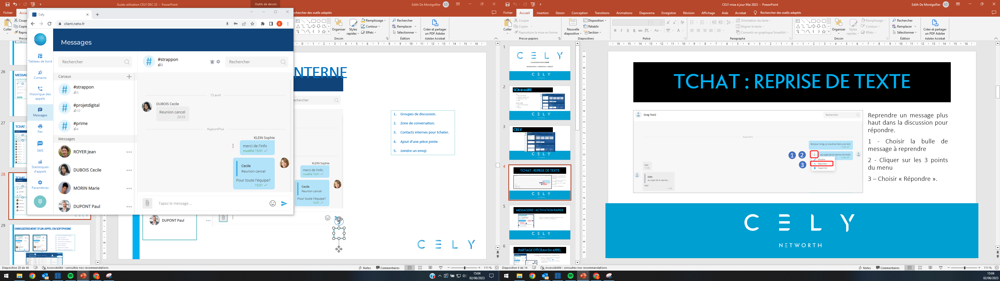 Guide utilisation CELY DEC 22 - PowerPoint
Outils de dessin
Edith De Montgolfier
ED
CELY mise à jour Mai 2023 - PowerPoint
Edith De Montgolfier
ED
Fichier
Accu
echercher des outils adaptés
Fichier
Accueil
Insertion
Dessin
Conception
Transitions
Animations
Diaporama
Enregistrer
Révision
Affichage
Aide
Acrobat
Rechercher des outils adaptés
Coller
Coupe
Copie
Repro
Presse
Organiser
Styles rapides
Remplissage
Contour
Effets
Dessin
Rechercher
Remplacer
Sélectionner
Édition
Créer et partager
un PDF Adobe
Adobe Acrobat
Coller
Couper
Copier
Reproduire la mise en forme
Presse-papiers
Nouvelle
diapositive
Disposition
Rétablir
Section
Diapositives
G I S S abc AV Aa A
Police
Orientation du texte
Aligner le texte
Convertir en graphique SmartArt
Paragraphe
Organiser
Styles
rapides
Remplissage
Contour
Effets
Dessin
Rechercher
Remplacer
Sélectionner
Édition
Créer et partager
un PDF Adobe
Adobe Acrobat
Cely
client.netw.fr
E
Messages
Tableau de bord
Contacts
Historique des
appels
Messages
Fax
SMS
SMS
Statistiques
d'appels
Paramètres
Rechercher
Canaux
#strappon
3
#projetdigital
10
#prime
4
Messages
ROYER Jean
DUBOIS Cecile
MORIN Marie
DUPONT Paul
#strappon
3
Rechercher
13 avril
DUBOIS Cecile
Reunion cancel
20:53
Aujourd'hui
KLEIN Sophie
merci de l'info
modifié 15:01
Cecile
Reunion cancel
Pour toute l'équipe?
15:01
Tapez le message ...
26
MESSAG
27
TCHAT :
28
TCHAT :
29
ENREGISTREMENT D'UN APPEL EN SOFTPHONE
NTERNE
echercher
KLEIN Sophie
merci de l'info
modifié 15:01
Cecile
Reunion cancel
Pour toute l'équipe?
15:01
DUPONT Paul
1. Groupes de discussion.
2. Zone de conversation.
3. Contacts internes pour tchater.
4. Ajout d'une pièce jointe
5. Joindre un emoji
CELY
1
CELY
CELY
2
SOMMAIRE
CELY
3
CELY
CELY
4
TCHAT : REPRISE DE TEXTE
CELY
5
MESSAGERIE : ACTIVATION RAPIDE
CELY
6
PARTAGE D'ÉCRAN EN APPEL
TCHAT : REPRISE DE TEXTE
Greg Test2
Rechercher
Aujourd'hui
Bonjour Greg, je voudrais faire une test
11:43
au sujet de la reprise de texte
11:43
1
2
3
Modifier
Répondre
Supprimer
test
11:44
Edith
au sujet de la reprise...
test
11:44
Reprendre un message plus
haut dans la discussion pour
répondre.
1 - Choisir la bulle de
message à reprendre
2 - Cliquer sur les 3 points
du menu
3 – Choisir « Répondre ».
CELY
NETWORTH
Diapositive 28 de 46
Accessibilité : consultez nos recommandations
Notes
Commentaires
111 %
Diapositive 4 de 14
Accessibilité : consultez nos recommandations
Notes
Commentaires
111 %
15:04
02/06/2023
15:04
02/06/2023